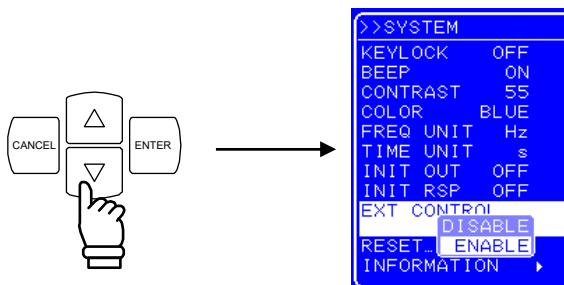 CANCEL
ENTER
>>SYSTEM
KEYLOCK OFF
BEEP ON
CONTRAST 55
COLOR BLUE
FREQ UNIT Hz
TIME UNIT s
INIT OUT OFF
INIT RSP OFF
EXT CONTROL
DISABLE
RESET… ENABLE
INFORMATION